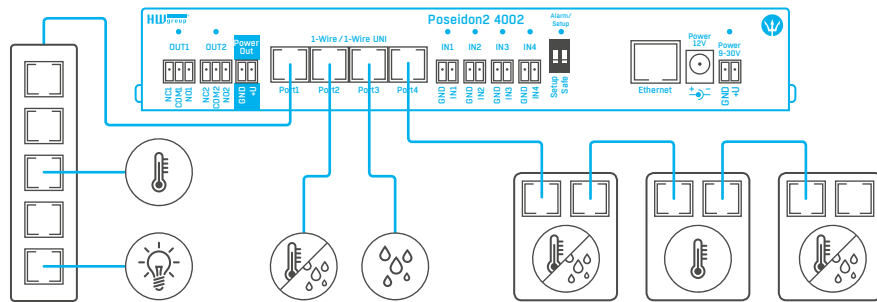 HW group
Poseidon2 4002
Alarm/
Setup
OUT1
OUT2
Power
Out
1-Wire/1-Wire UNI
IN1
IN2
IN3
IN4
Power
12V
Power
9-30V
NC1
COM1
NO1
NC2
COM2
NO2
GND
+U
Port1
Port2
Port3
Port4
GND
IN1
GND
IN2
GND
IN3
GND
IN4
Setup
Safe
Ethernet
+ −
GND
+U